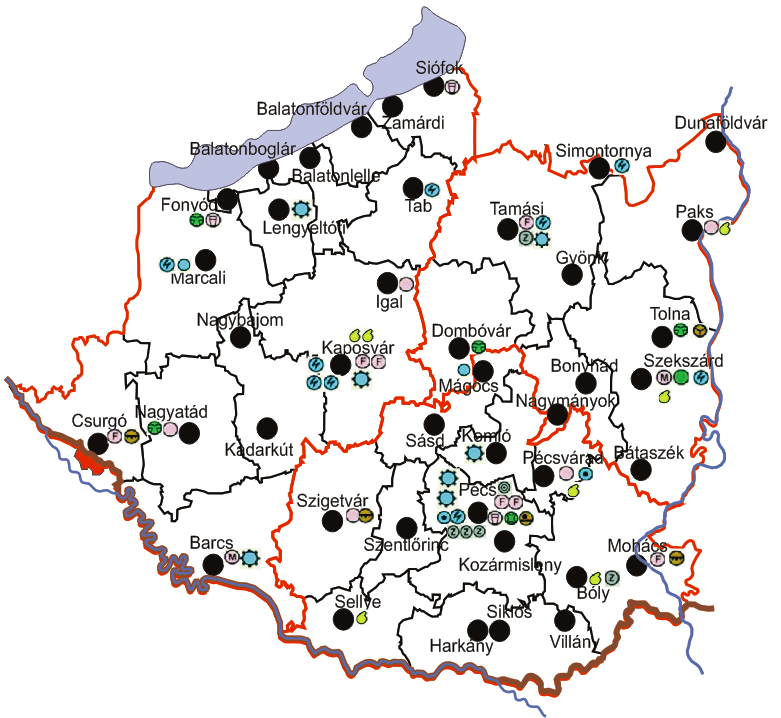 Siófok
Balatonföldvár
Zamárdi
Dunaföldvár
Balatonboglár
Simontornya
Balatonlelle
Fonyód
Tab
Tamási
F
Z
Paks
Lengyeltóti
Marcali
Gyönk
Igal
Nagybajom
Tolna
Kaposvár
F F
Dombóvár
Szekszárd
M
Mágocs
Bonyhád
Nagymányok
Csurgó
F
Nagyatád
Kadarkút
Sásd
Komló
Pécsvárad
Bátaszék
Szigetvár
Pécs
F F
Z Z Z
Szentlőrinc
Kozármisleny
Barcs
M
Mohács
F
Bóly
Z
Sellye
Siklós
Harkány
Villány